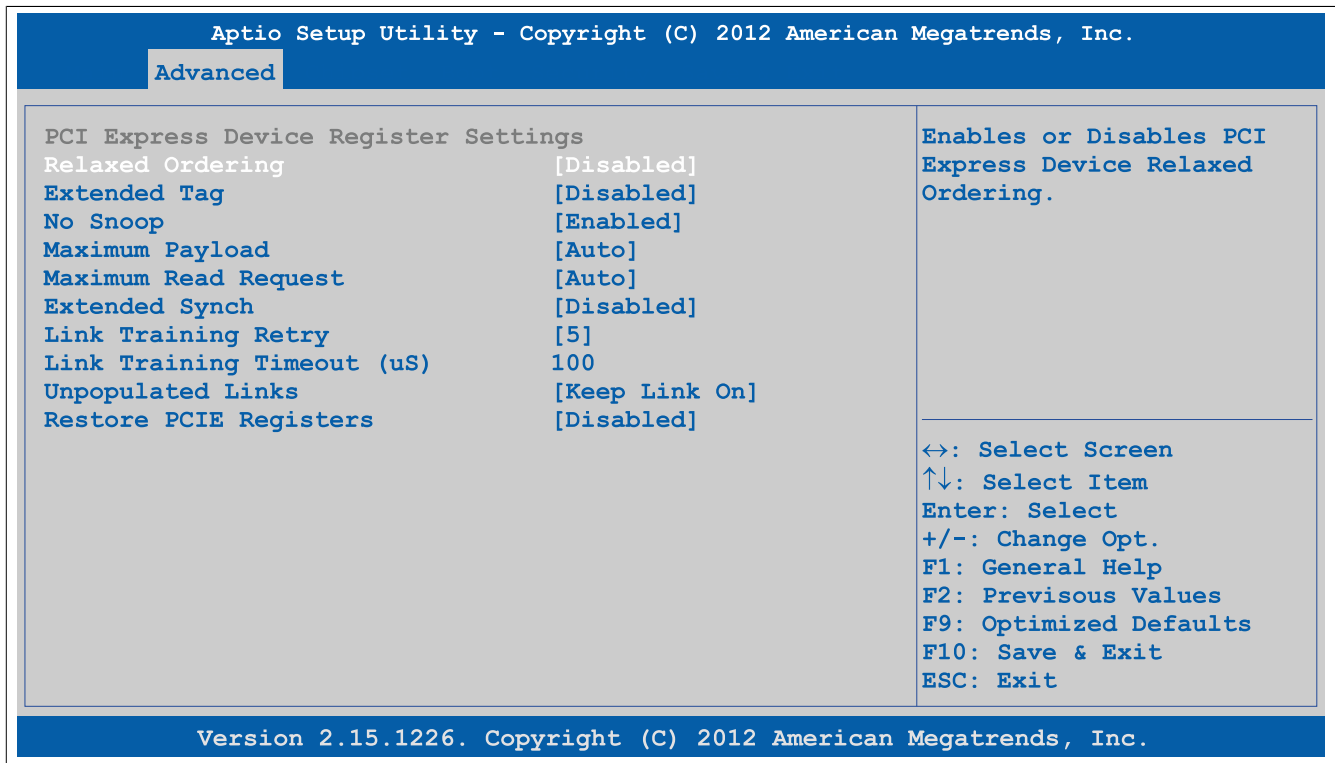 Aptio Setup Utility - Copyright (C) 2012 American Megatrends, Inc.
Advanced
PCI Express Device Register Settings
Relaxed Ordering [Disabled]
Extended Tag [Disabled]
No Snoop [Enabled]
Maximum Payload [Auto]
Maximum Read Request [Auto]
Extended Synch [Disabled]
Link Training Retry [5]
Link Training Timeout (uS) 100
Unpopulated Links [Keep Link On]
Restore PCIE Registers [Disabled]
Enables or Disables PCI
Express Device Relaxed
Ordering.
↔: Select Screen
↑↓: Select Item
Enter: Select
+/-: Change Opt.
F1: General Help
F2: Previsous Values
F9: Optimized Defaults
F10: Save & Exit
ESC: Exit
Version 2.15.1226. Copyright (C) 2012 American Megatrends, Inc.